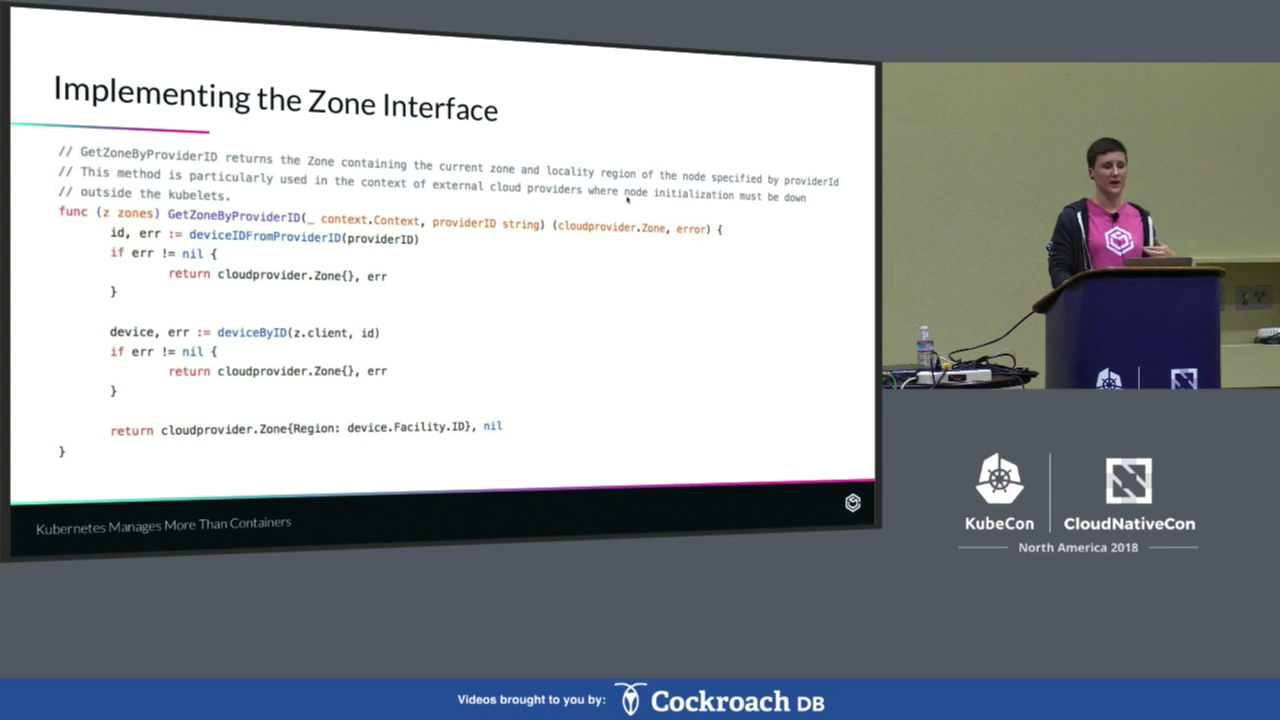 Implementing the Zone Interface
// GetZoneByProviderID returns the Zone containing the current zone and locality region of the node specified by providerId
// This method is particularly used in the context of external cloud providers where node initialization must be down
// outside the kubelets.
func (z zones) GetZoneByProviderID(_ context.Context, providerID string) (cloudprovider.Zone, error) {
id, err := deviceIDFromProviderID(providerID)
if err != nil {
return cloudprovider.Zone{}, err
}
device, err := deviceByID(z.client, id)
if err != nil {
return cloudprovider.Zone{}, err
}
return cloudprovider.Zone{Region: device.Facility.ID}, nil
}
Kubernetes Manages More Than Containers
KubeCon
CloudNativeCon
North America 2018
Videos brought to you by:
Cockroach DB